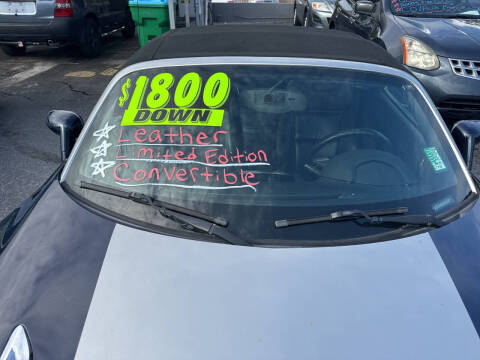 $1800
DOWN
Leather
Limited Edition
Convertible